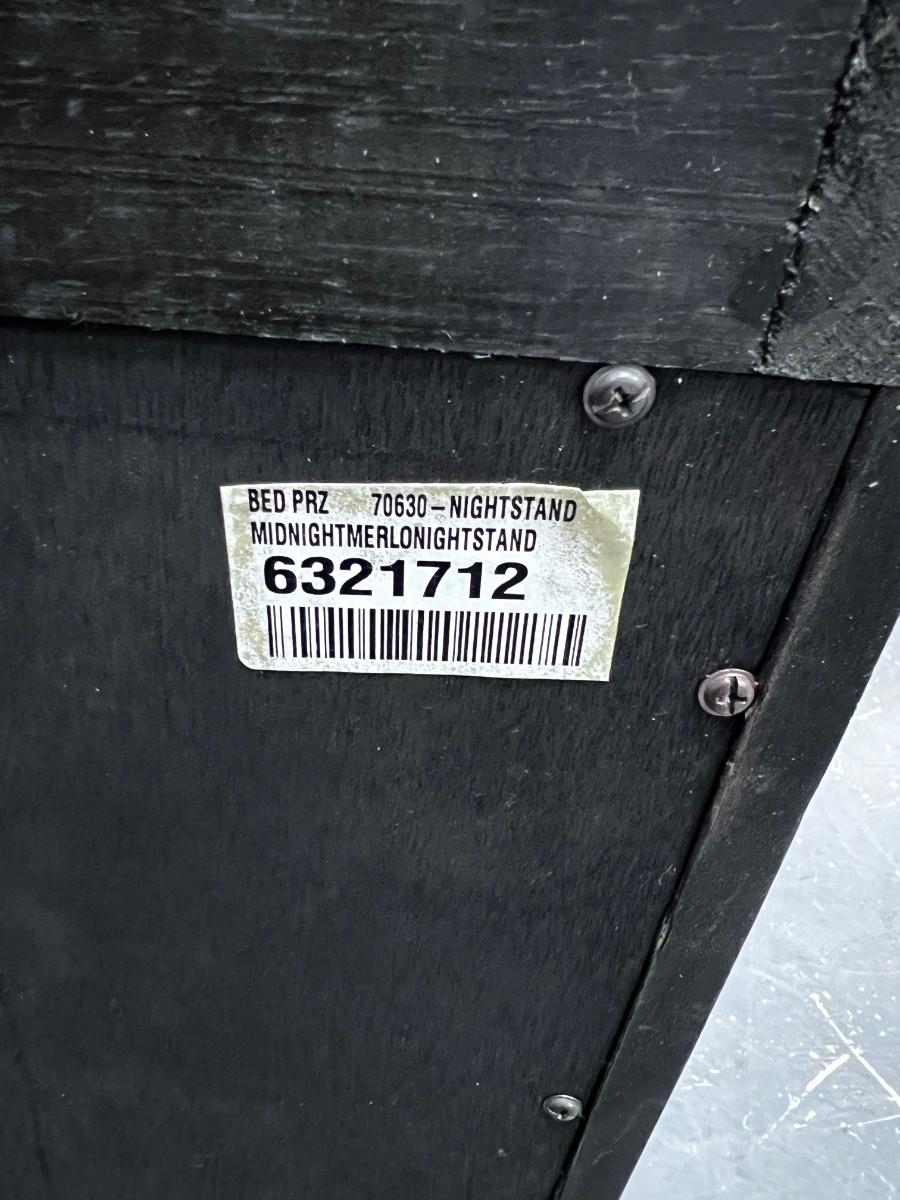 BED PRZ 70630-NIGHTSTAND
MIDNIGHTMERLONIGHTSTAND
6321712